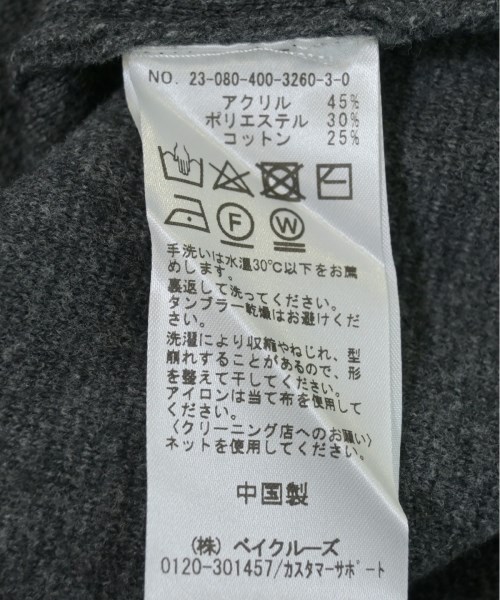 NO. 23-080-400-3260-3-0
アクリル 45%
ポリエステル 30%
コットン 25%
F W
手洗いは水温30℃以下をお薦
めします。
裏返して洗ってください。
タンブラー乾燥はお避けくだ
さい。
洗濯により収縮やねじれ、型
崩れすることがあるので、形
を整えて干してください。
アイロンは当て布を使用して
ください。
〈クリーニング店へのお願い〉
ネットを使用してください。
中国製
(株) ベイクルーズ
0120-301457/カスタマーサポート